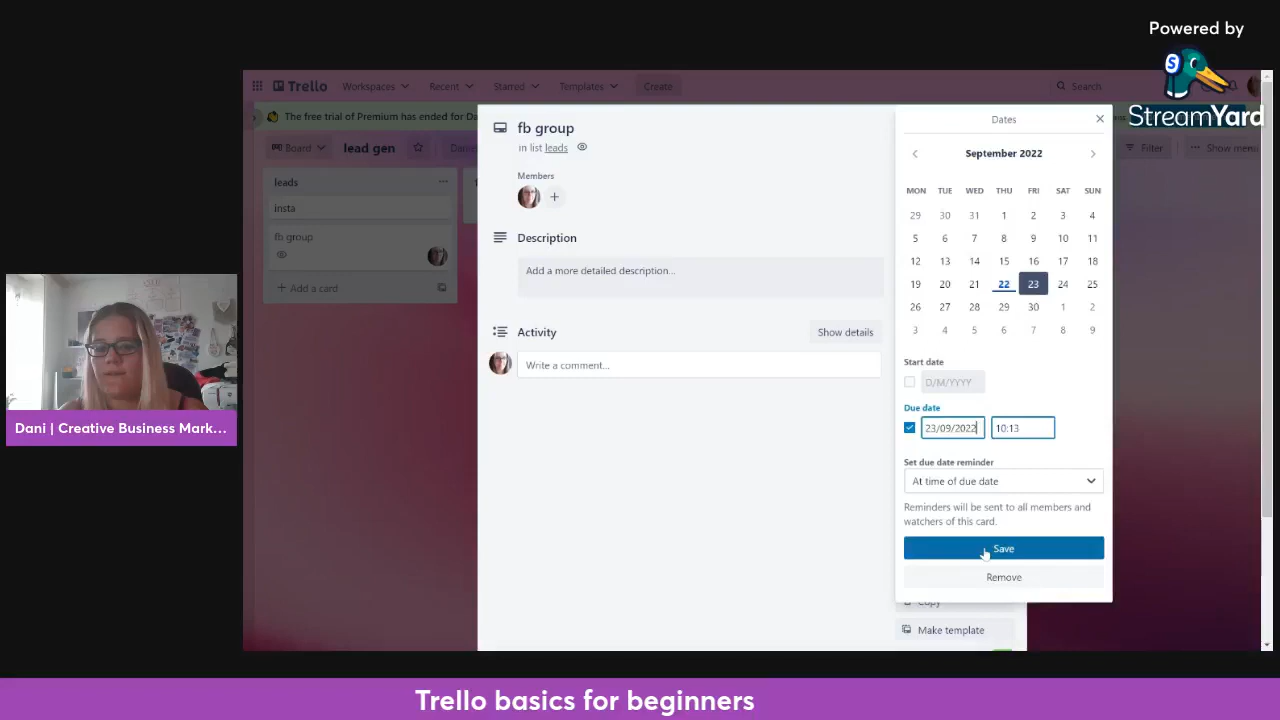 Powered by
StreamYard
Trello
Workspaces
Recent
Starred
Templates
Create
Search
The free trial of Premium has ended for Da
Board
lead gen
Filter
Show menu
leads
insta
fb group
Add a card
fb group
in list leads
Members
Description
Add a more detailed description...
Activity
Show details
Write a comment...
Dates
September 2022
MON TUE WED THU FRI SAT SUN
29 30 31 1 2 3 4
5 6 7 8 9 10 11
12 13 14 15 16 17 18
19 20 21 22 23 24 25
26 27 28 29 30 1 2
3 4 5 6 7 8 9
Start date
D/M/YYYY
Due date
23/09/2022 10:13
Set due date reminder
At time of due date
Reminders will be sent to all members and
watchers of this card.
Save
Remove
Copy
Make template
Dani | Creative Business Mark...
Trello basics for beginners